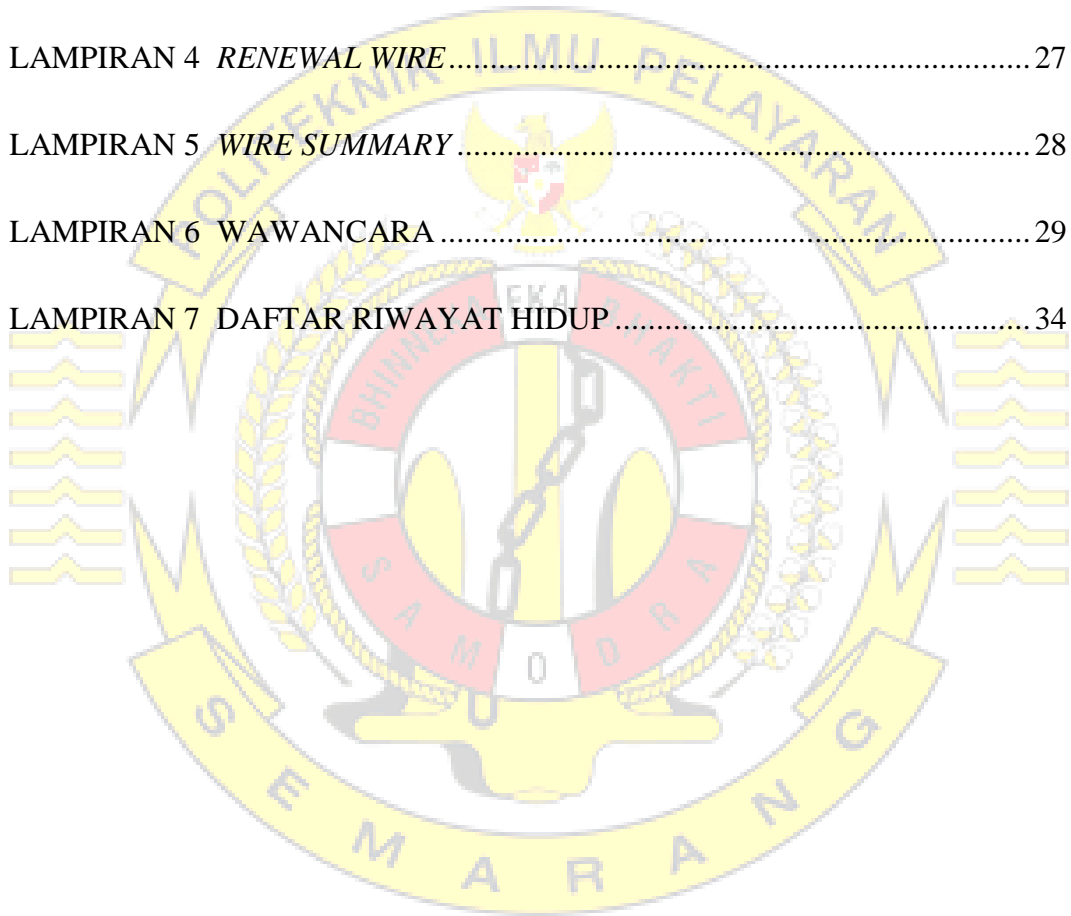 LAMPIRAN 4 RENEWAL WIRE ........................................................................ 27
LAMPIRAN 5 WIRE SUMMARY ....................................................................... 28
LAMPIRAN 6 WAWANCARA ......................................................................... 29
LAMPIRAN 7 DAFTAR RIWAYAT HIDUP .................................................... 34
POLITEKNIK ILMU PELAYARAN
BHINNEKA EKA BHAKTI
SAMODRA
SEMARANG